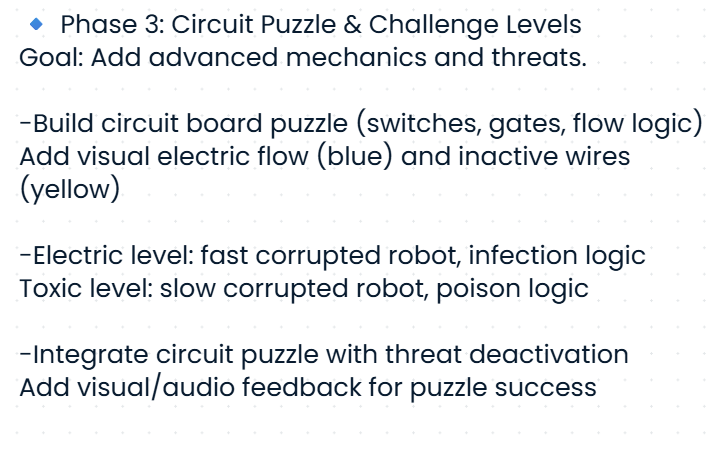 🔹 Phase 3: Circuit Puzzle & Challenge Levels
Goal: Add advanced mechanics and threats.
-Build circuit board puzzle (switches, gates, flow logic)
Add visual electric flow (blue) and inactive wires
(yellow)
-Electric level: fast corrupted robot, infection logic
Toxic level: slow corrupted robot, poison logic
-Integrate circuit puzzle with threat deactivation
Add visual/audio feedback for puzzle success